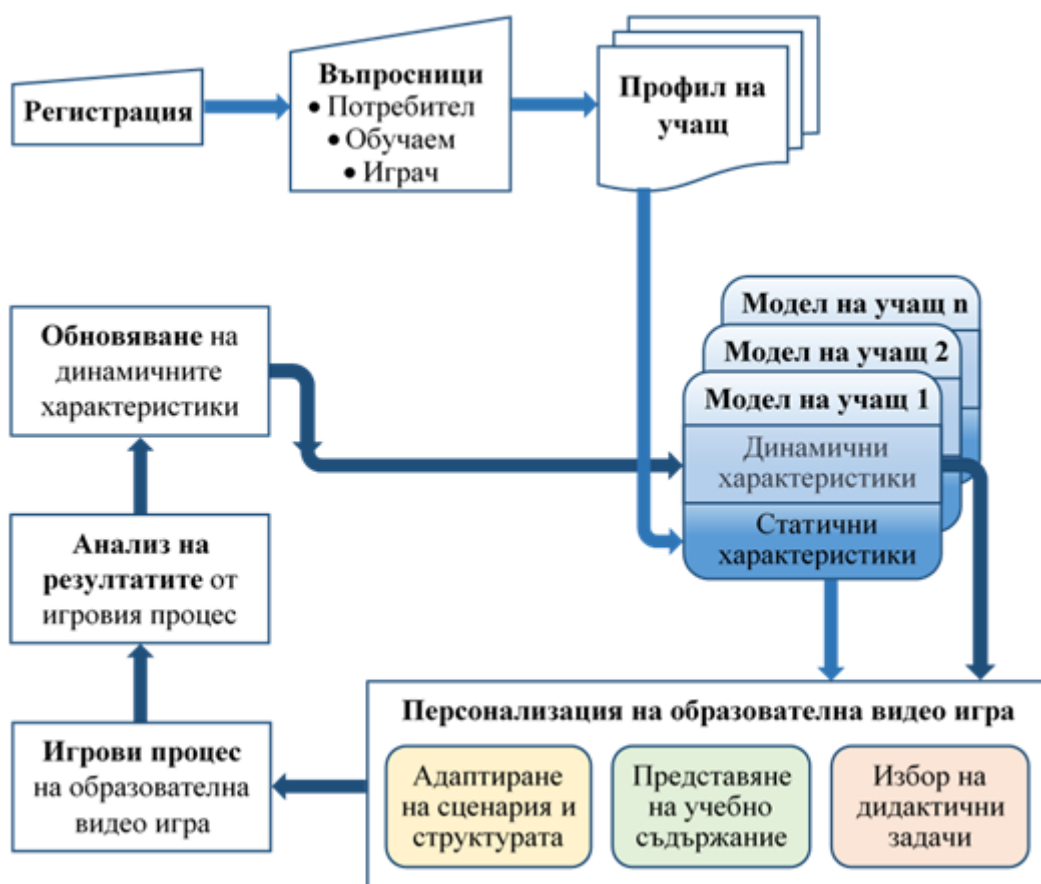 Регистрация
Въпросници
• Потребител
• Обучаем
• Играч
Профил на
учащ
Модел на учащ n
Модел на учащ 2
Модел на учащ 1
Динамични
характеристики
Статични
характеристики
Обновяване на
динамичните
характеристики
Анализ на
резултатите от
игровия процес
Игрови процес
на образователна
видео игра
Персонализация на образователна видео игра
Адаптиране
на сценария и
структурата
Представяне
на учебно
съдържание
Избор на
дидактични
задачи